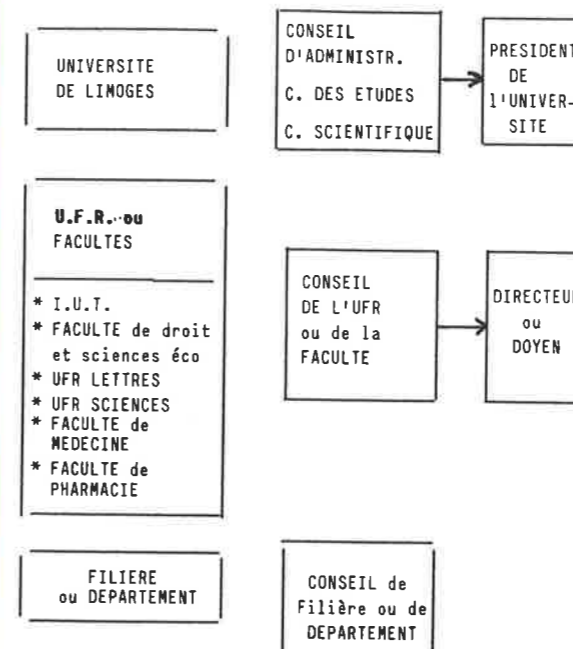 UNIVERSITE
DE LIMOGES
CONSEIL
D'ADMINISTR.
C. DES ETUDES
C. SCIENTIFIQUE
PRESIDENT
DE
l'UNIVER-
SITE
U.F.R. ou
FACULTES
* I.U.T.
* FACULTE de droit
et sciences éco
* UFR LETTRES
* UFR SCIENCES
* FACULTE de
MEDECINE
* FACULTE de
PHARMACIE
CONSEIL
DE L'UFR
ou de la
FACULTE
DIRECTEUR
ou
DOYEN
FILIERE
ou DEPARTEMENT
CONSEIL de
Filière ou de
DEPARTEMENT